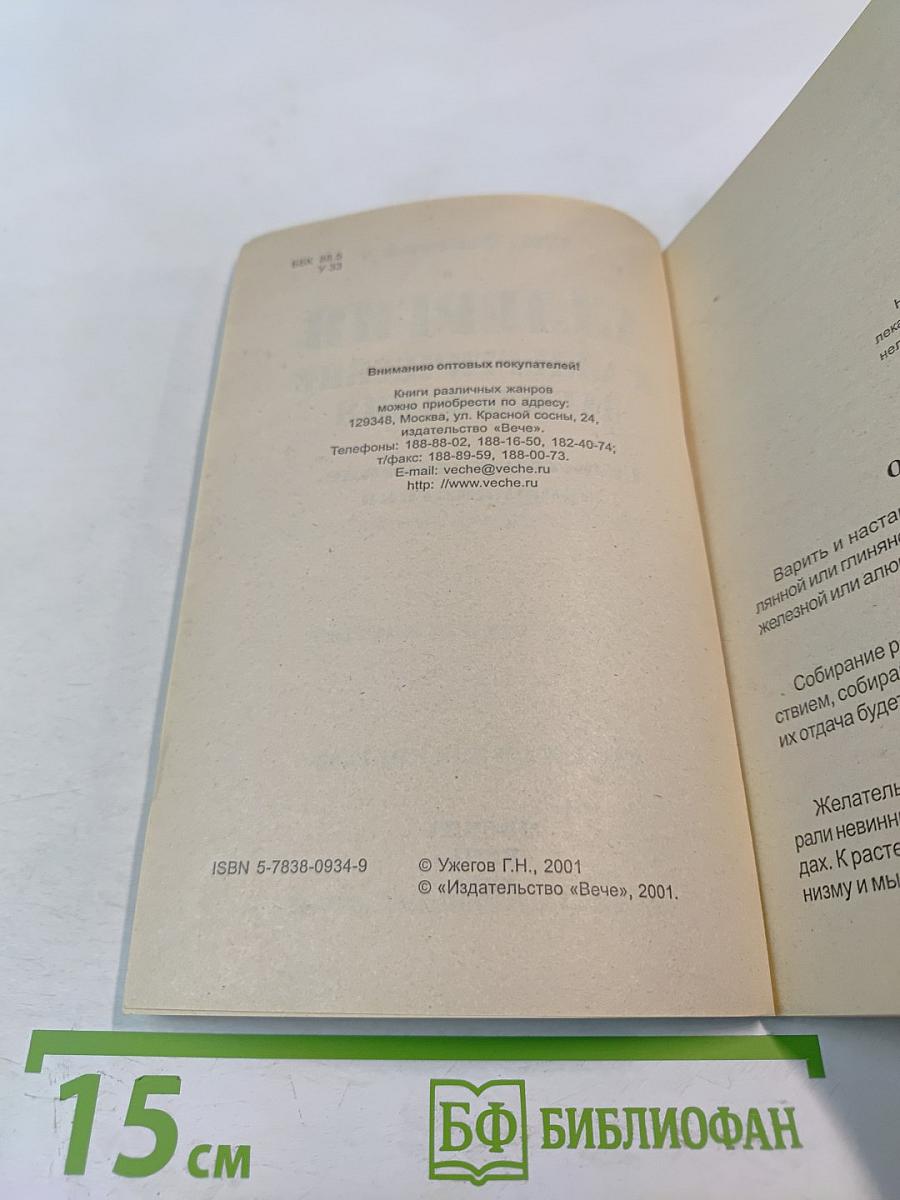 ББК 88.5
У 33
Вниманию оптовых покупателей!
Книги различных жанров
можно приобрести по адресу:
129348, Москва, ул. Красной сосны, 24,
издательство «Вече».
Телефоны: 188-88-02, 188-16-50, 182-40-74;
т/факс: 188-89-59, 188-00-73.
E-mail: veche@veche.ru
http: //www.veche.ru
ISBN 5-7838-0934-9
© Ужегов Г.Н., 2001
© «Издательство «Вече», 2001.
Варить и настаи
лянной или глинян
железной или алю
Собирание р
ствием, собира
их отдача будет
Желатель
рали невинн
дах. К расте
низму и мы
15 см
БФ БИБЛИОФАН